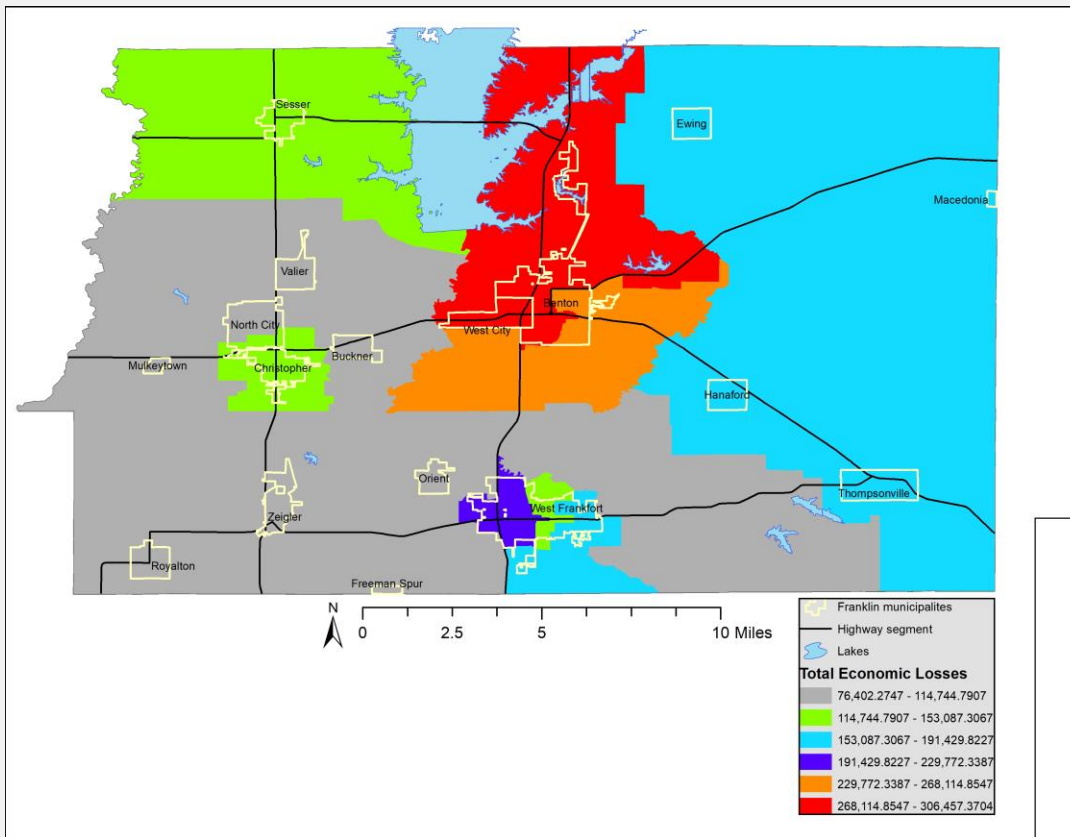 Sesser
Ewing
Macedonia
Valier
North City
Benton
West City
Buckner
Mulkeytown
Christopher
Hanaford
Orient
Thompsonville
West Frankfort
Zeigler
Royalton
Freeman Spur
N
0 2.5 5 10 Miles
Franklin municipalites
Highway segment
Lakes
Total Economic Losses
76,402.2747 - 114,744.7907
114,744.7907 - 153,087.3067
153,087.3067 - 191,429.8227
191,429.8227 - 229,772.3387
229,772.3387 - 268,114.8547
268,114.8547 - 306,457.3704